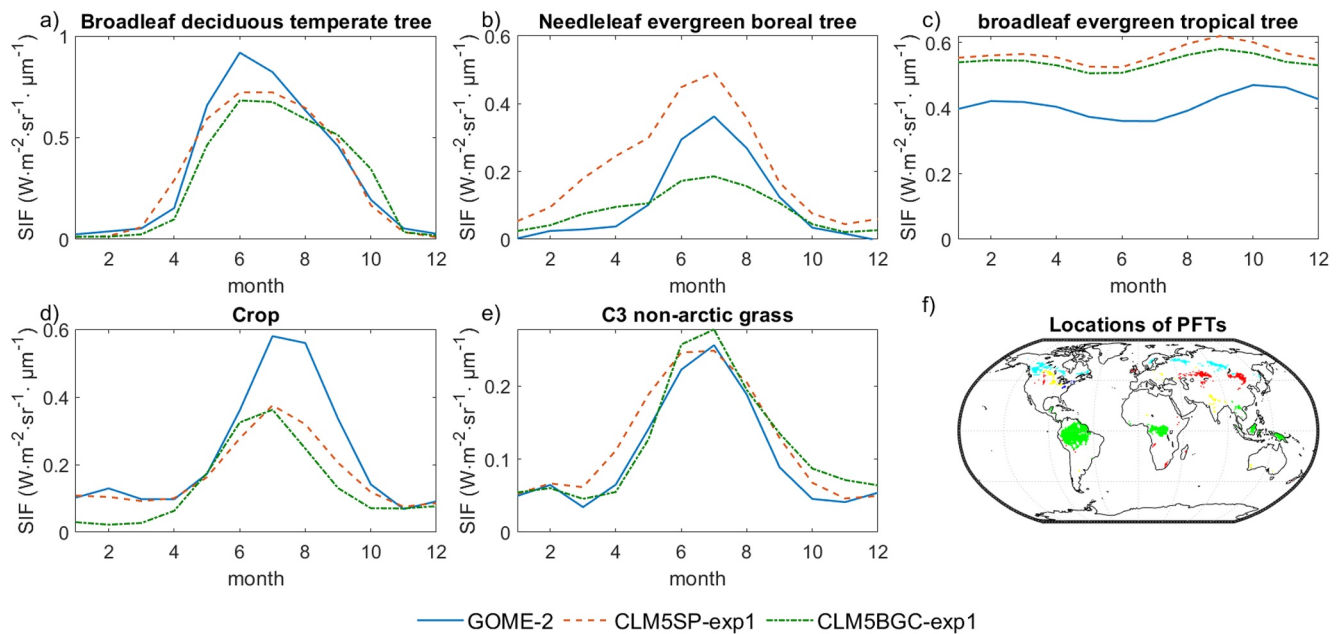 a) Broadleaf deciduous temperate tree
1
0.5
0
SIF (W·m⁻²·sr⁻¹· μm⁻¹)
2 4 6 8 10 12
month
b) Needleleaf evergreen boreal tree
0.6
0.4
0.2
0
SIF (W·m⁻²·sr⁻¹· μm⁻¹)
2 4 6 8 10 12
month
c) broadleaf evergreen tropical tree
0.6
0.4
0.2
0
SIF (W·m⁻²·sr⁻¹· μm⁻¹)
2 4 6 8 10 12
month
d) Crop
0.6
0.4
0.2
0
SIF (W·m⁻²·sr⁻¹· μm⁻¹)
2 4 6 8 10 12
month
e) C3 non-arctic grass
0.2
0.1
0
SIF (W·m⁻²·sr⁻¹· μm⁻¹)
2 4 6 8 10 12
month
f) Locations of PFTs
GOME-2 CLM5SP-exp1 CLM5BGC-exp1